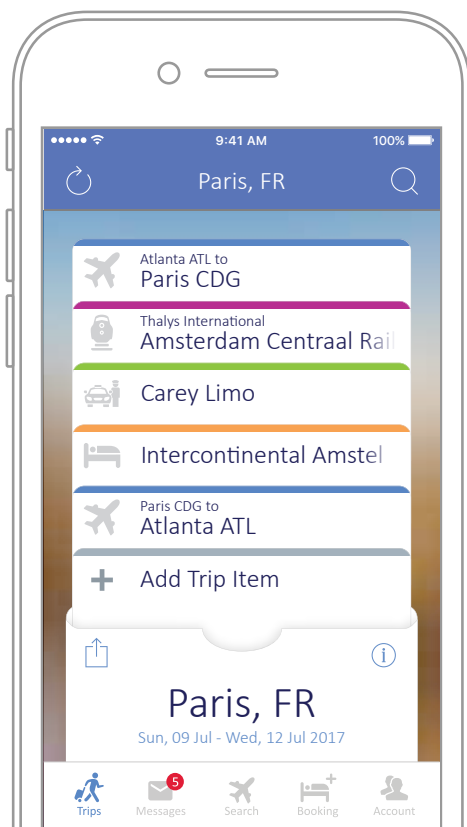 9:41 AM
100%
Paris, FR
Atlanta ATL to
Paris CDG
Thalys International
Amsterdam Centraal Rail
Carey Limo
Intercontinental Amstel
Paris CDG to
Atlanta ATL
+ Add Trip Item
Paris, FR
Sun, 09 Jul - Wed, 12 Jul 2017
5
Trips
Messages
Search
Booking
Account